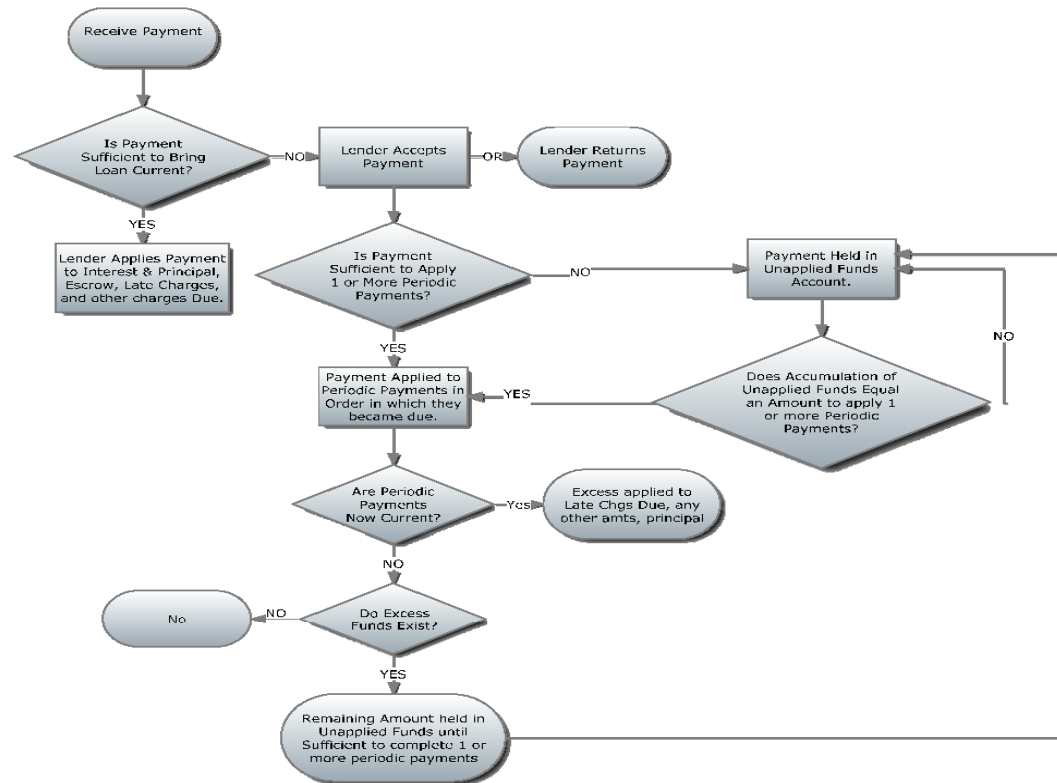 Receive Payment
Is Payment
Sufficient to Bring
Loan Current?
NO
Lender Accepts
Payment
OR
Lender Returns
Payment
YES
Lender Applies Payment
to Interest & Principal,
Escrow, Late Charges,
and other charges Due.
Is Payment
Sufficient to Apply
1 or More Periodic
Payments?
NO
Payment Held in
Unapplied Funds
Account.
NO
YES
Payment Applied to
Periodic Payments in
Order in which they
became due.
YES
Does Accumulation of
Unapplied Funds Equal
an Amount to apply 1
or more Periodic
Payments?
Are Periodic
Payments
Now Current?
Yes
Excess applied to
Late Chgs Due, any
other amts, principal
NO
Do Excess
Funds Exist?
NO
No
YES
Remaining Amount held in
Unapplied Funds until
Sufficient to complete 1 or
more periodic payments